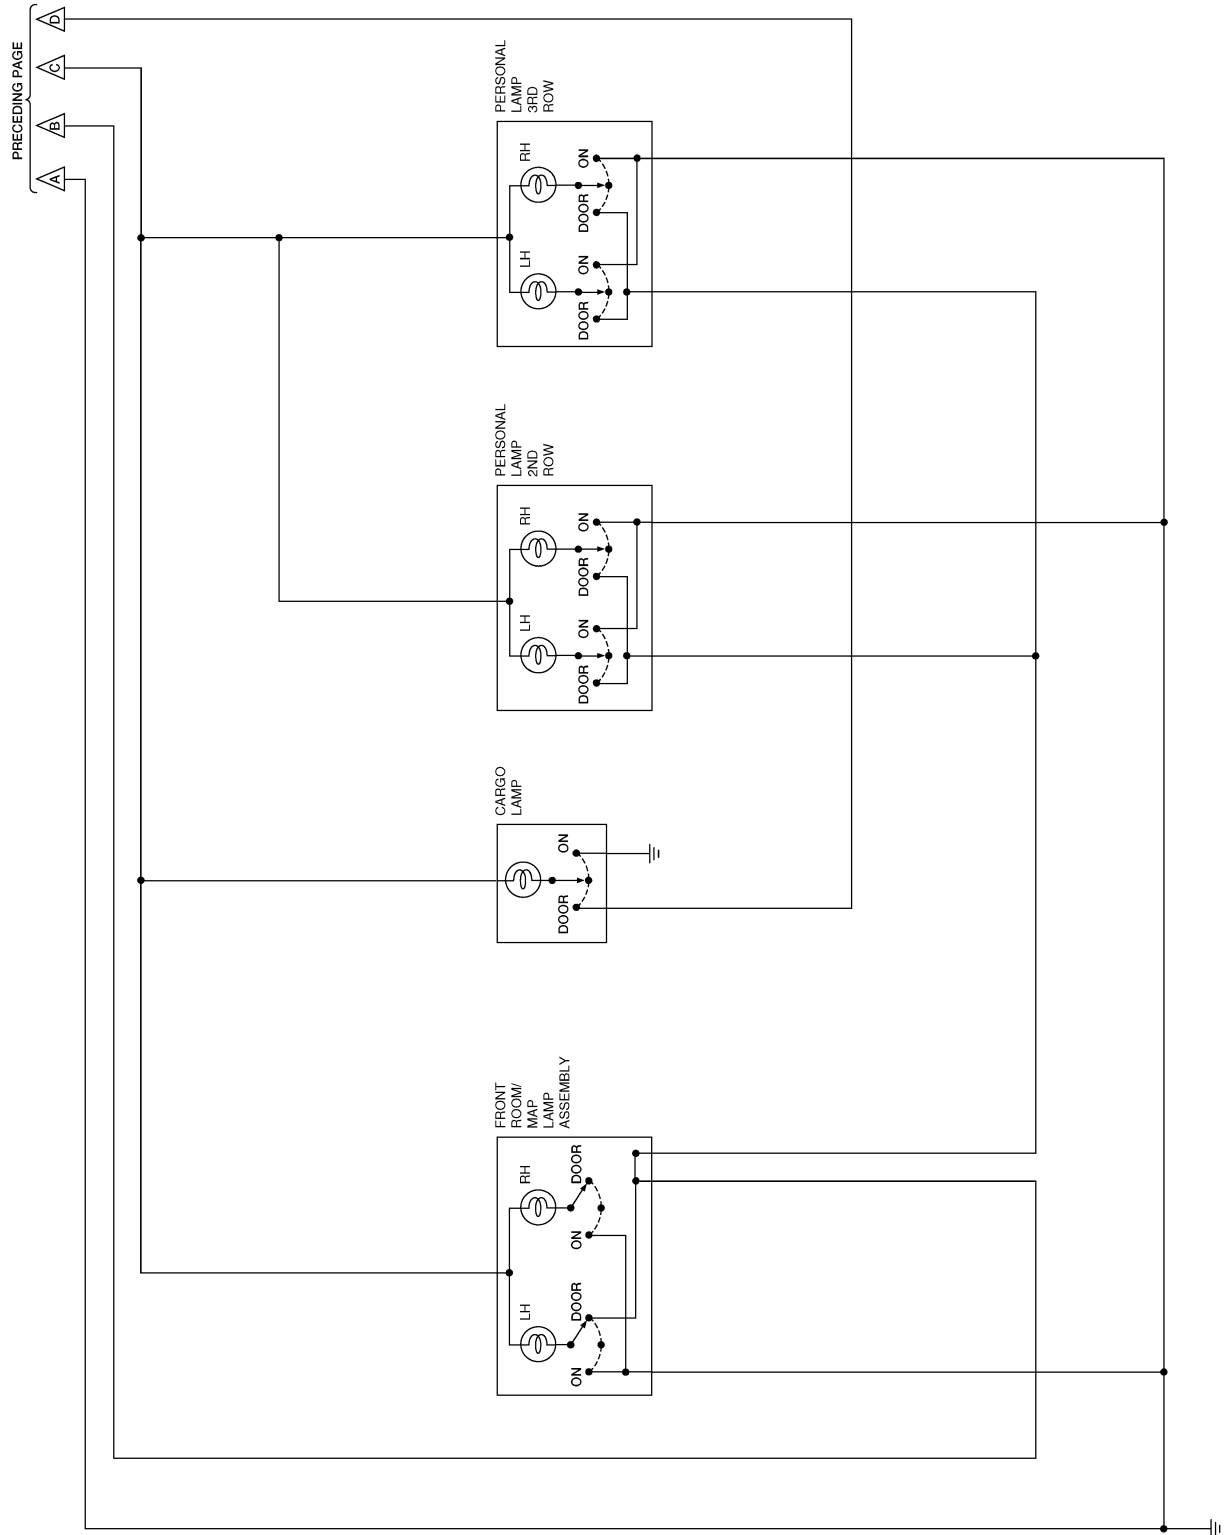 PRECEDING PAGE
A
B
C
D
FRONT
ROOM/
MAP
LAMP
ASSEMBLY
LH
RH
ON
DOOR
ON
DOOR
CARGO
LAMP
DOOR
ON
PERSONAL
LAMP
2ND
ROW
LH
RH
DOOR
ON
DOOR
ON
PERSONAL
LAMP
3RD
ROW
LH
RH
DOOR
ON
DOOR
ON